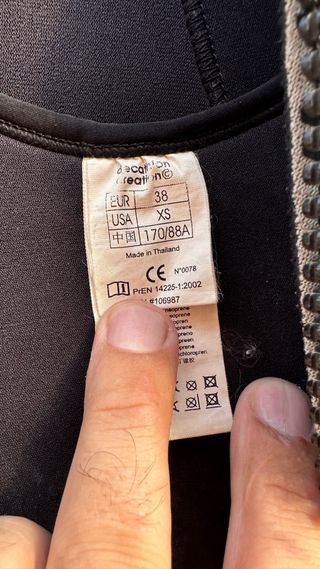 decathlon
creation©
EUR 38
USA XS
中国 170/88A
Made in Thailand
CE N°0078
PrEN 14225-1:2002
#106987
neoprene